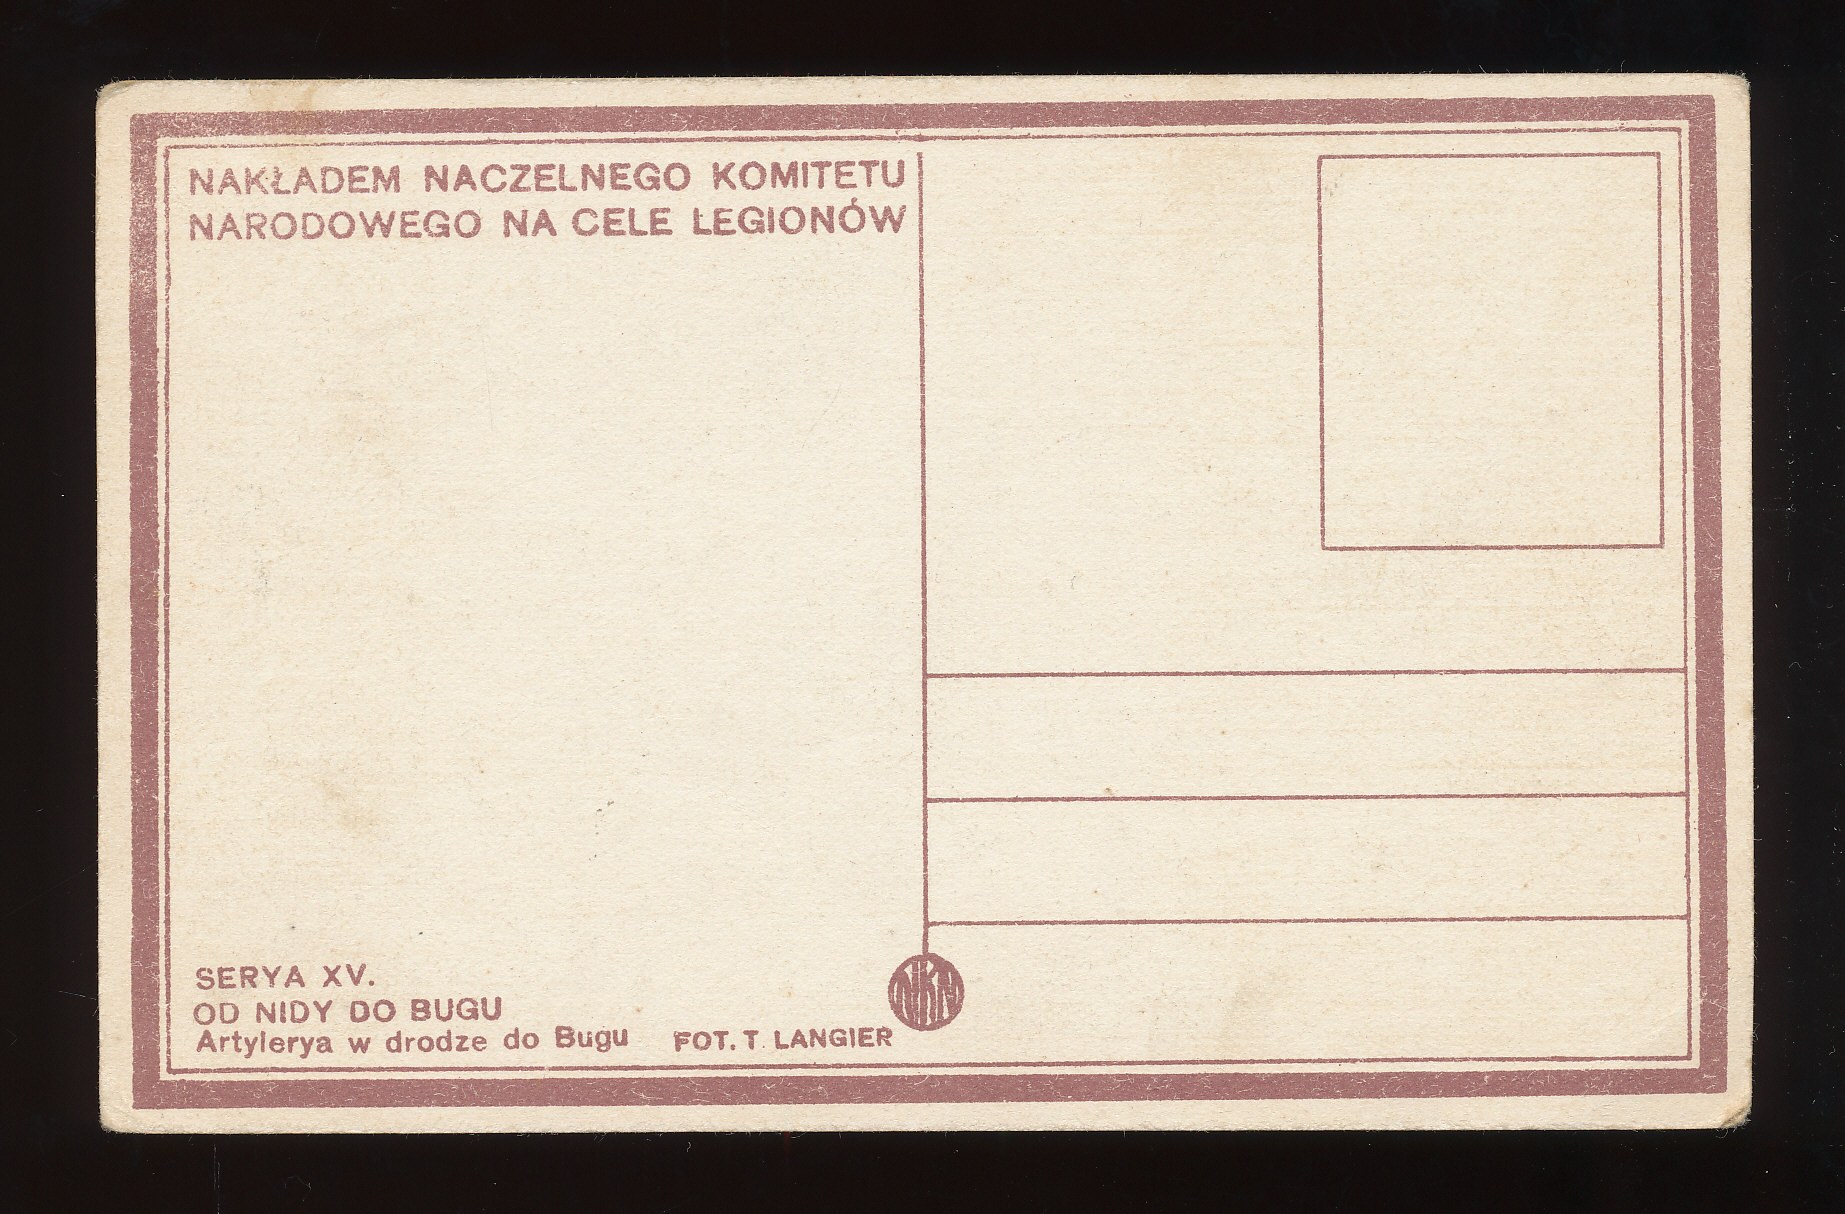 NAKŁADEM NACZELNEGO KOMITETU
NARODOWEGO NA CELE LEGIONÓW
SERYA XV.
OD NIDY DO BUGU
Artylerya w drodze do Bugu FOT. T. LANGIER
NKN